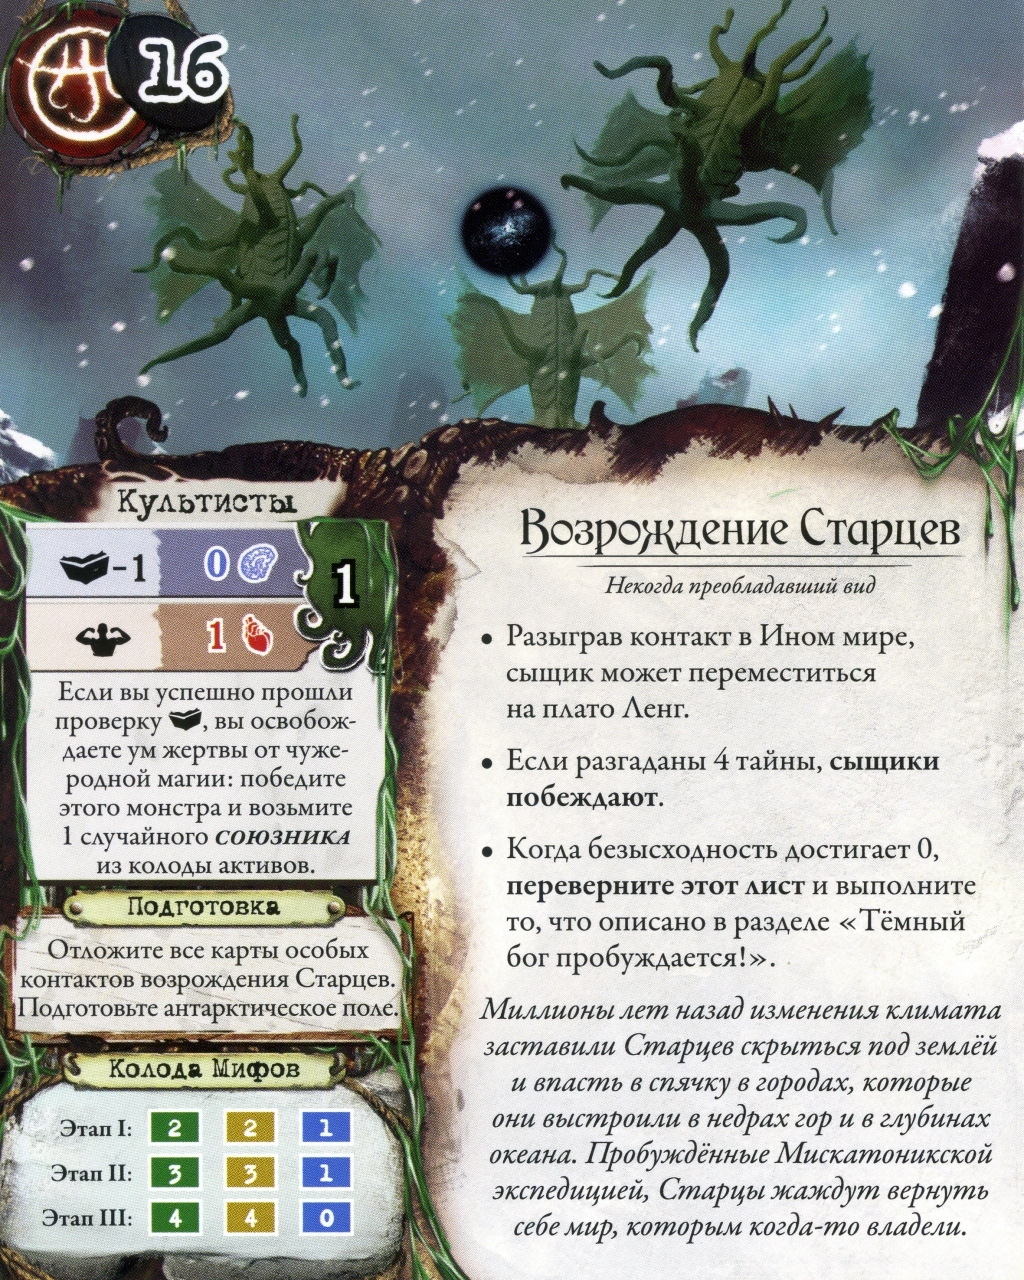 16
Культисты
-1 0 1
1
Если вы успешно прошли
проверку , вы освобож-
даете ум жертвы от чуже-
родной магии: победите
этого монстра и возьмите
1 случайного СОЮЗНИКА
из колоды активов.
Подготовка
Отложите все карты особых
контактов возрождения Старцев.
Подготовьте антарктическое поле.
Колода Мифов
Этап I: 2 2 1
Этап II: 3 3 1
Этап III: 4 4 0
Возрождение Старцев
Некогда преобладавший вид
• Разыграв контакт в Ином мире,
сыщик может переместиться
на плато Ленг.
• Если разгаданы 4 тайны, сыщики
побеждают.
• Когда безысходность достигает 0,
переверните этот лист и выполните
то, что описано в разделе «Тёмный
бог пробуждается!».
Миллионы лет назад изменения климата
заставили Старцев скрыться под землёй
и впасть в спячку в городах, которые
они выстроили в недрах гор и в глубинах
океана. Пробуждённые Мискатоникской
экспедицией, Старцы жаждут вернуть
себе мир, которым когда-то владели.